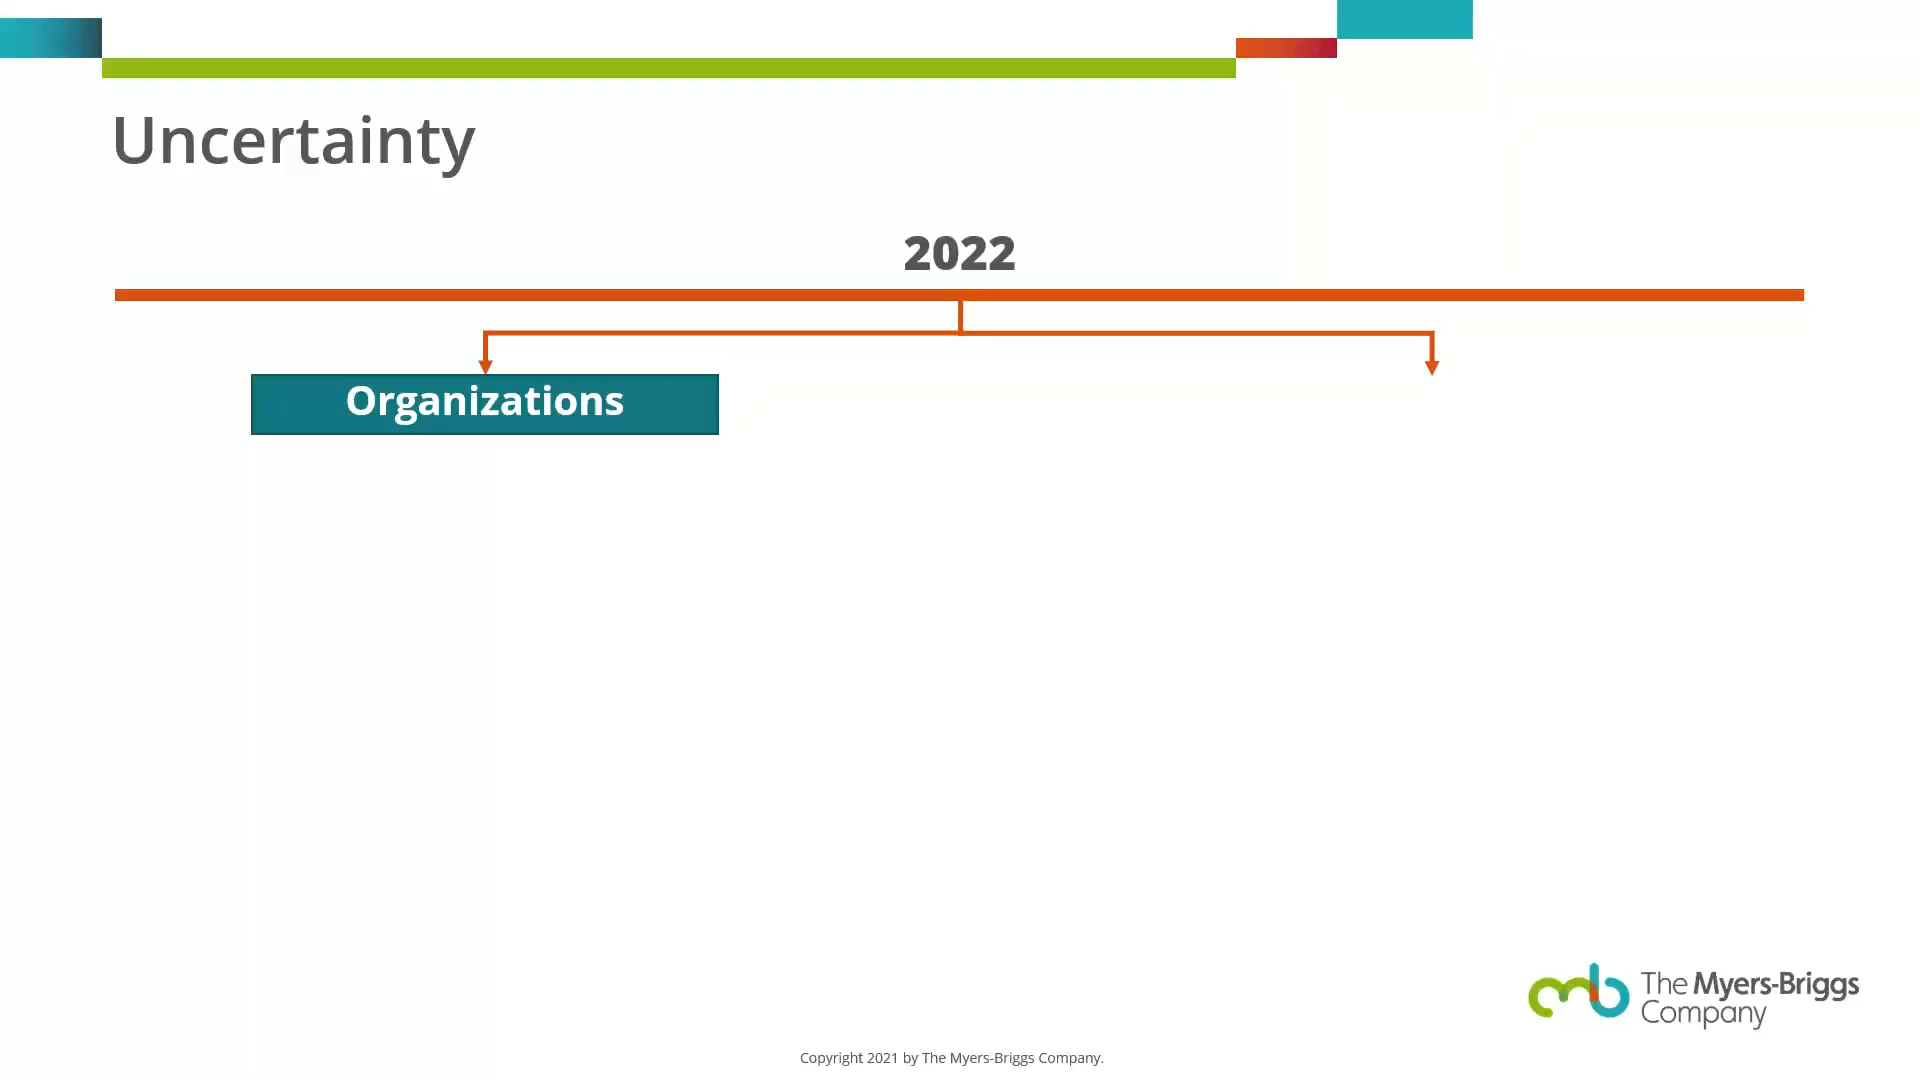 Uncertainty
2022
Organizations
The Myers-Briggs
Company
Copyright 2021 by The Myers-Briggs Company.